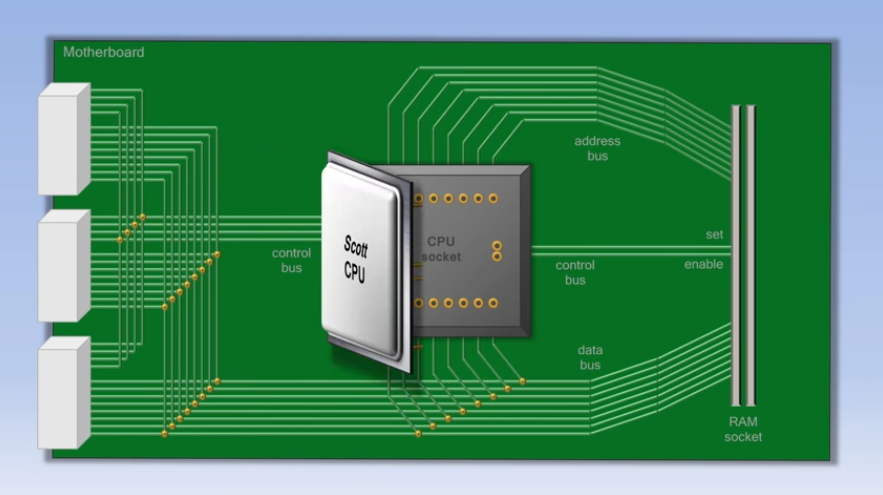 Motherboard
address
bus
set
enable
control
bus
Scott
CPU
CPU
socket
control
bus
data
bus
RAM
socket